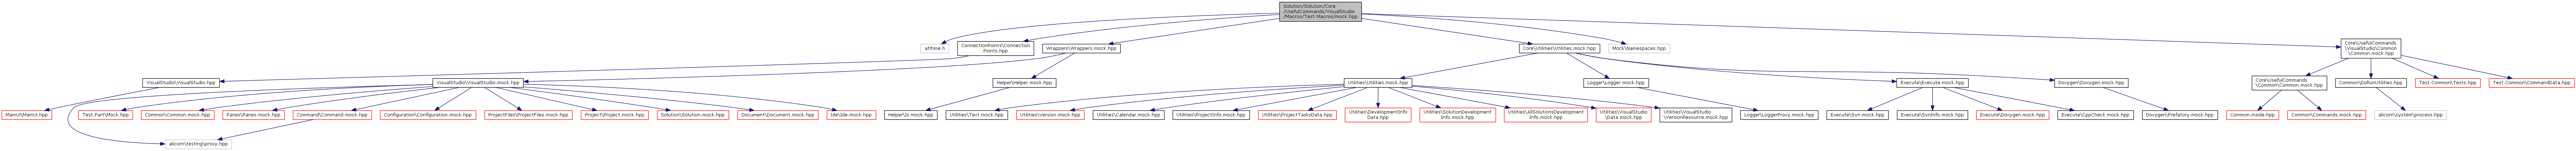 Solution/Solution/Core
/UsefulCommands/VisualStudio
/Macros/Test.Macros/mock.hpp
atltime.h
ConnectionPoints\Connection
Points.hpp
Wrappers\Wrappers.mock.hpp
Core\Utilities\Utilities.mock.hpp
Mock\Namespaces.hpp
Core\UsefulCommands
\VisualStudio\Common
\Common.mock.hpp
VisualStudio\VisualStudio.hpp
VisualStudio\VisualStudio.mock.hpp
Helper\Helper.mock.hpp
Utilities\Utilities.mock.hpp
Logger\Logger.mock.hpp
Execute\Execute.mock.hpp
Doxygen\Doxygen.mock.hpp
Core\UsefulCommands
\Common\Common.mock.hpp
Common\DoRunUtilities.hpp
Test.Common\Tests.hpp
Test.Common\CommandData.hpp
MainUi\MainUi.hpp
Test.Part\Mock.hpp
Common\Common.mock.hpp
Panes\Panes.mock.hpp
Command\Command.mock.hpp
Configuration\Configuration.mock.hpp
ProjectFiles\ProjectFiles.mock.hpp
Project\Project.mock.hpp
Solution\Solution.mock.hpp
Document\Document.mock.hpp
Ide\Ide.mock.hpp
Helper\Is.mock.hpp
Utilities\Text.mock.hpp
Utilities\Version.mock.hpp
Utilities\Calendar.mock.hpp
Utilities\ProjectInfo.mock.hpp
Utilities\ProjectTasksData.hpp
Utilities\DevelopmentInfo
Data.hpp
Utilities\SolutionDevelopment
Info.mock.hpp
Utilities\AllSolutionsDevelopment
Info.mock.hpp
Utilities\VisualStudio
\Data.mock.hpp
Utilities\VisualStudio
\VersionResource.mock.hpp
Logger\LoggerProxy.mock.hpp
Execute\Svn.mock.hpp
Execute\SvnInfo.mock.hpp
Execute\Doxygen.mock.hpp
Execute\CppCheck.mock.hpp
Doxygen\Prefatory.mock.hpp
Common.inside.hpp
Common\Commands.mock.hpp
alicorn\system\process.hpp
alicorn\testing\proxy.hpp